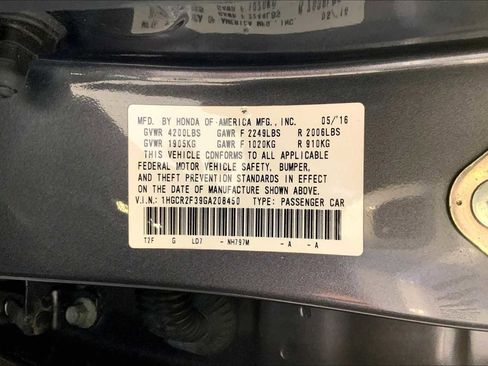 MFD. BY HONDA OF AMERICA MFG., INC. 05/'16
GVWR 4200LBS GAWR F 2249LBS R 2006LBS
GVWR 1905KG GAWR F 1020KG R 910KG
THIS VEHICLE CONFORMS TO ALL APPLICABLE
FEDERAL MOTOR VEHICLE SAFETY, BUMPER,
AND THEFT PREVENTION STANDARDS IN EFFECT
ON THE DATE OF MANUFACTURE SHOWN ABOVE.
V.I.N.: 1HGCR2F39GA208450 TYPE: PASSENGER CAR
T2F G LD7 - NH797M - A - A